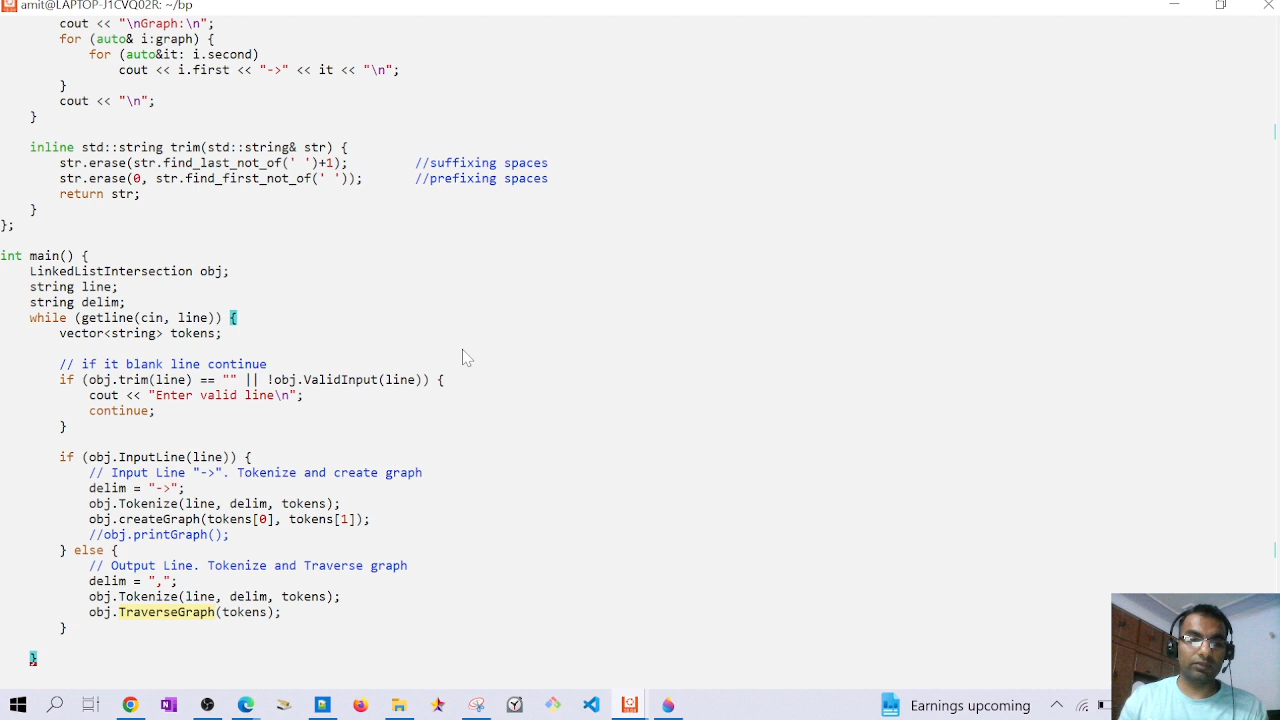 amit@LAPTOP-J1CVQ02R: ~/bp
cout << "\nGraph:\n";
for (auto& i:graph) {
for (auto&it: i.second)
cout << i.first << "->" << it << "\n";
}
cout << "\n";
}
inline std::string trim(std::string& str) {
str.erase(str.find_last_not_of(' ')+1);         //suffixing spaces
str.erase(0, str.find_first_not_of(' '));       //prefixing spaces
return str;
}
};
int main() {
LinkedListIntersection obj;
string line;
string delim;
while (getline(cin, line)) {
vector<string> tokens;
// if it blank line continue
if (obj.trim(line) == "" || !obj.ValidInput(line)) {
cout << "Enter valid line\n";
continue;
}
if (obj.InputLine(line)) {
// Input Line "->". Tokenize and create graph
delim = "->";
obj.Tokenize(line, delim, tokens);
obj.createGraph(tokens[0], tokens[1]);
//obj.printGraph();
} else {
// Output Line. Tokenize and Traverse graph
delim = ",";
obj.Tokenize(line, delim, tokens);
obj.TraverseGraph(tokens);
}
}
Earnings upcoming